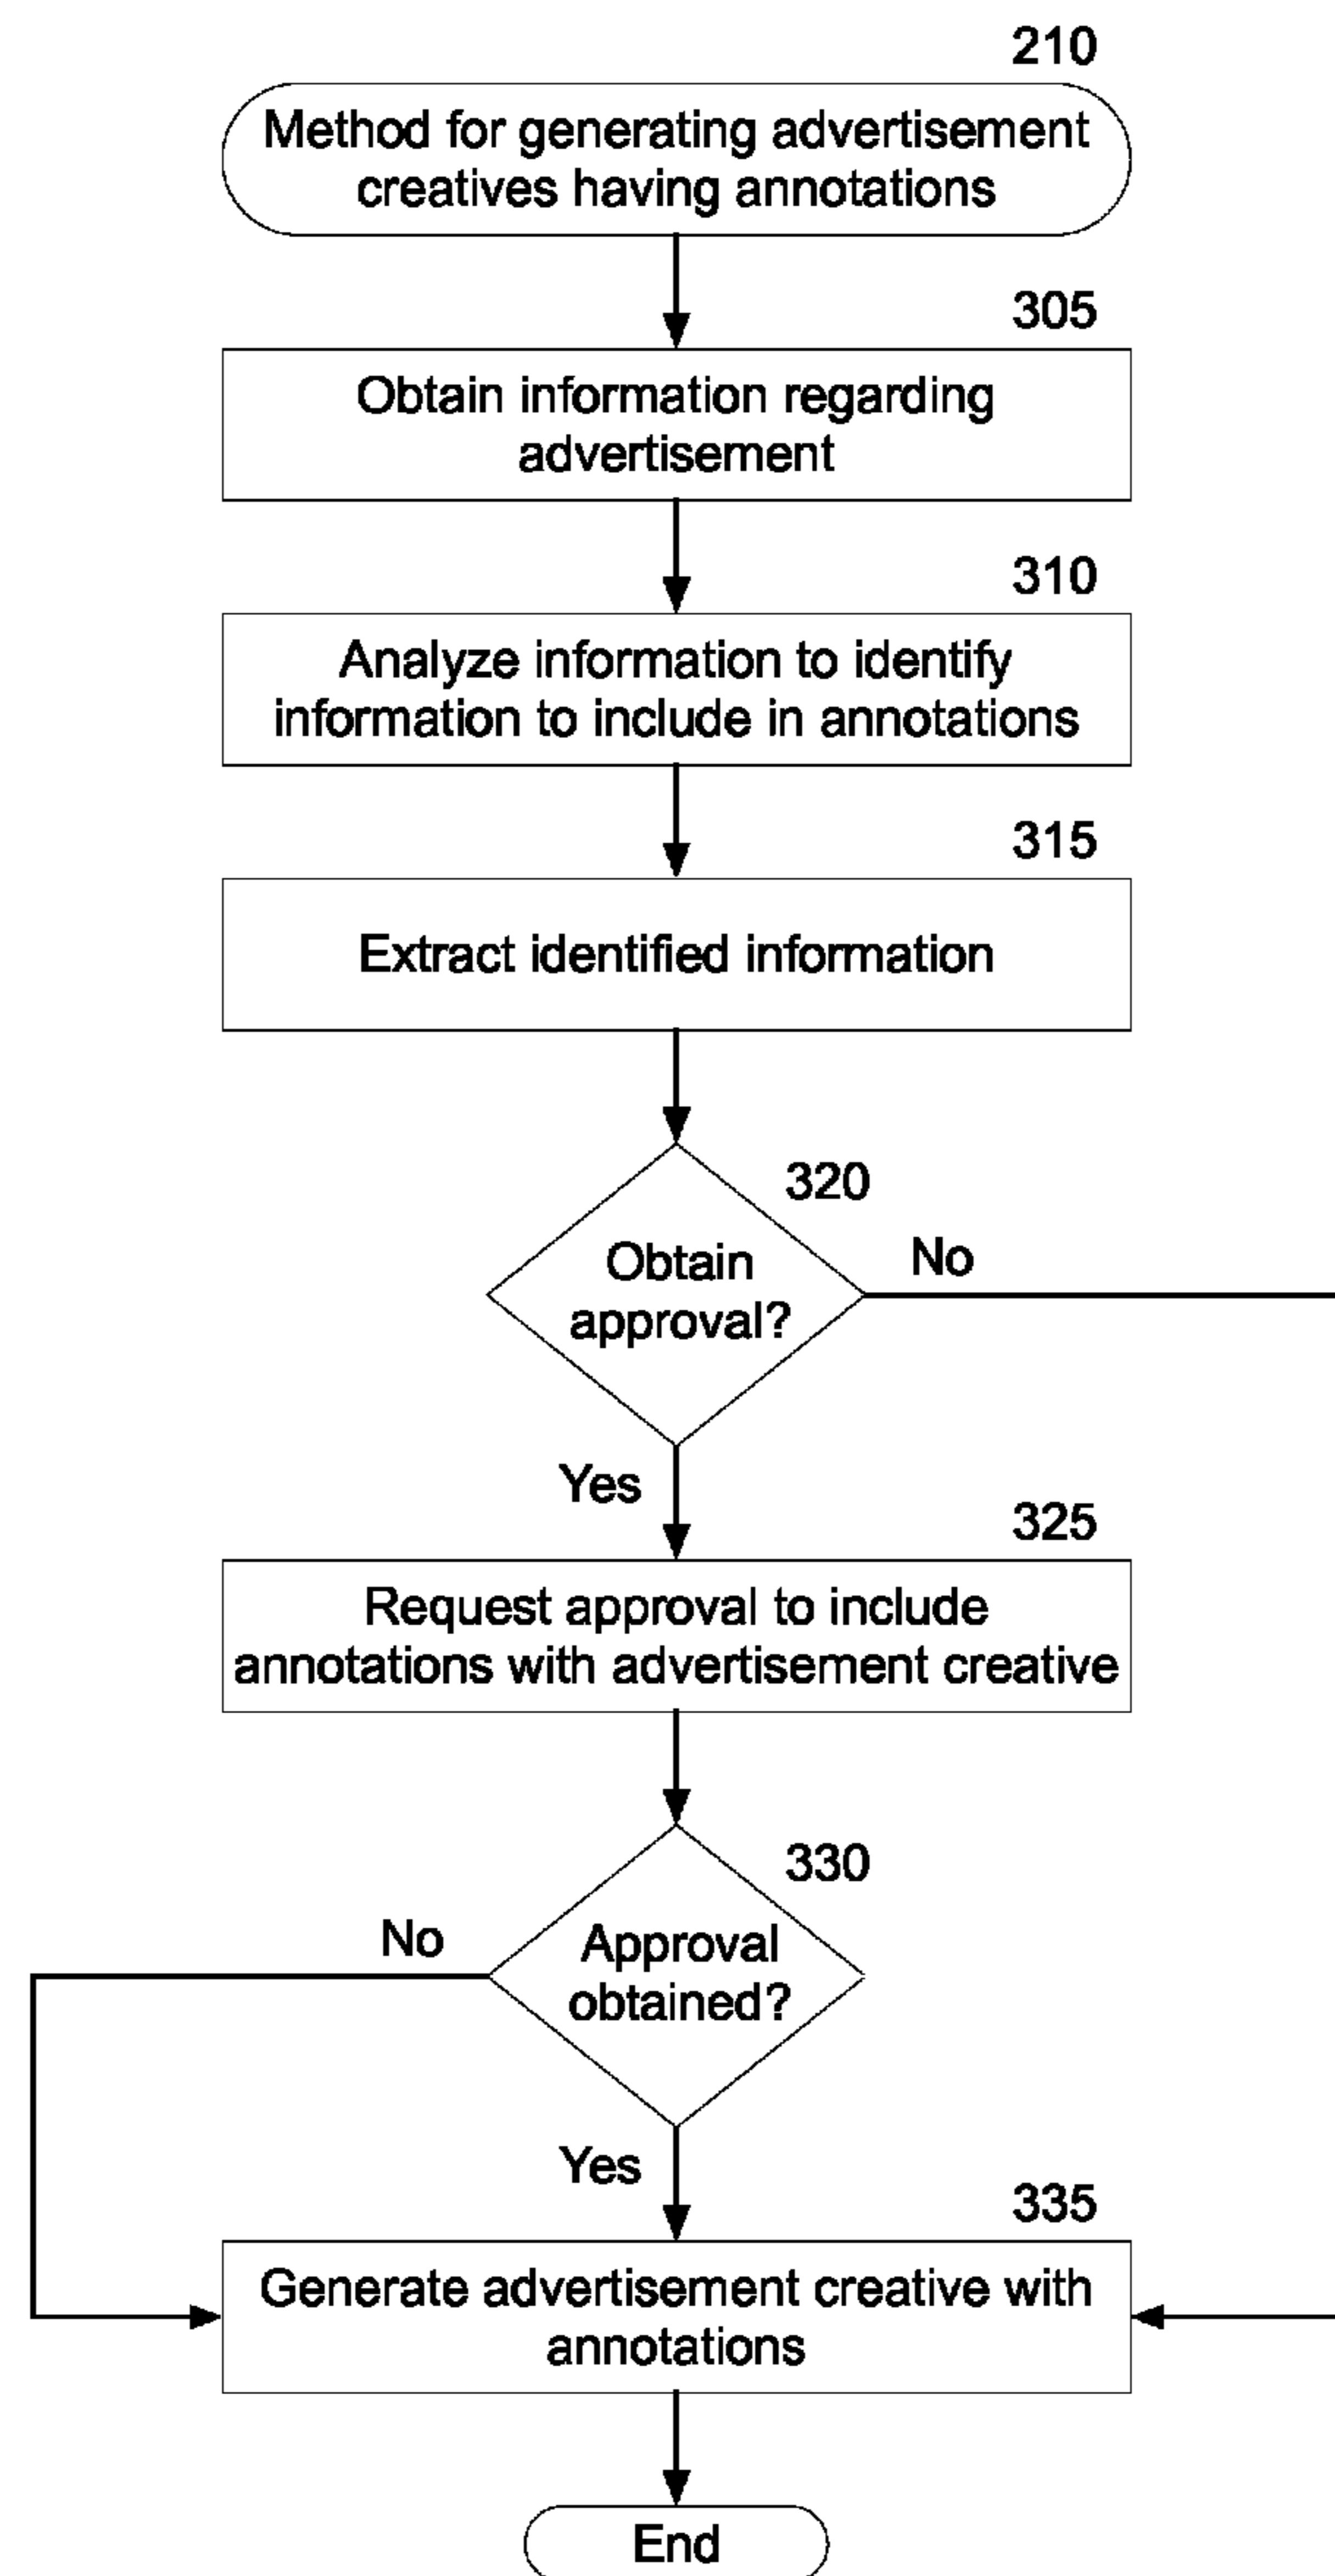 210
Method for generating advertisement
creatives having annotations
305
Obtain information regarding
advertisement
310
Analyze information to identify
information to include in annotations
315
Extract identified information
320
Obtain
approval?
No
Yes
325
Request approval to include
annotations with advertisement creative
330
Approval
obtained?
No
Yes
335
Generate advertisement creative with
annotations
End